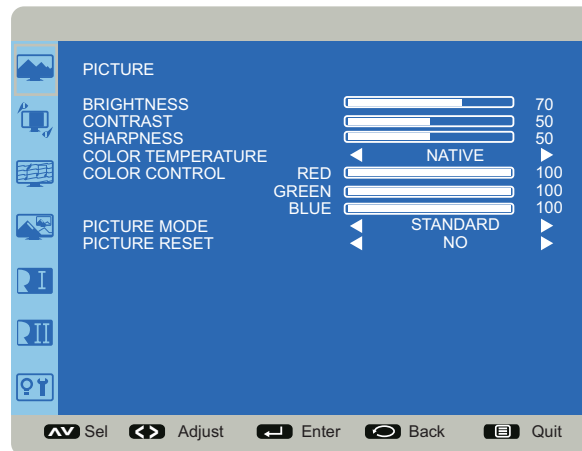 PICTURE
BRIGHTNESS 70
CONTRAST 50
SHARPNESS 50
COLOR TEMPERATURE NATIVE
COLOR CONTROL RED 100
GREEN 100
BLUE 100
PICTURE MODE STANDARD
PICTURE RESET NO
Sel Adjust Enter Back Quit